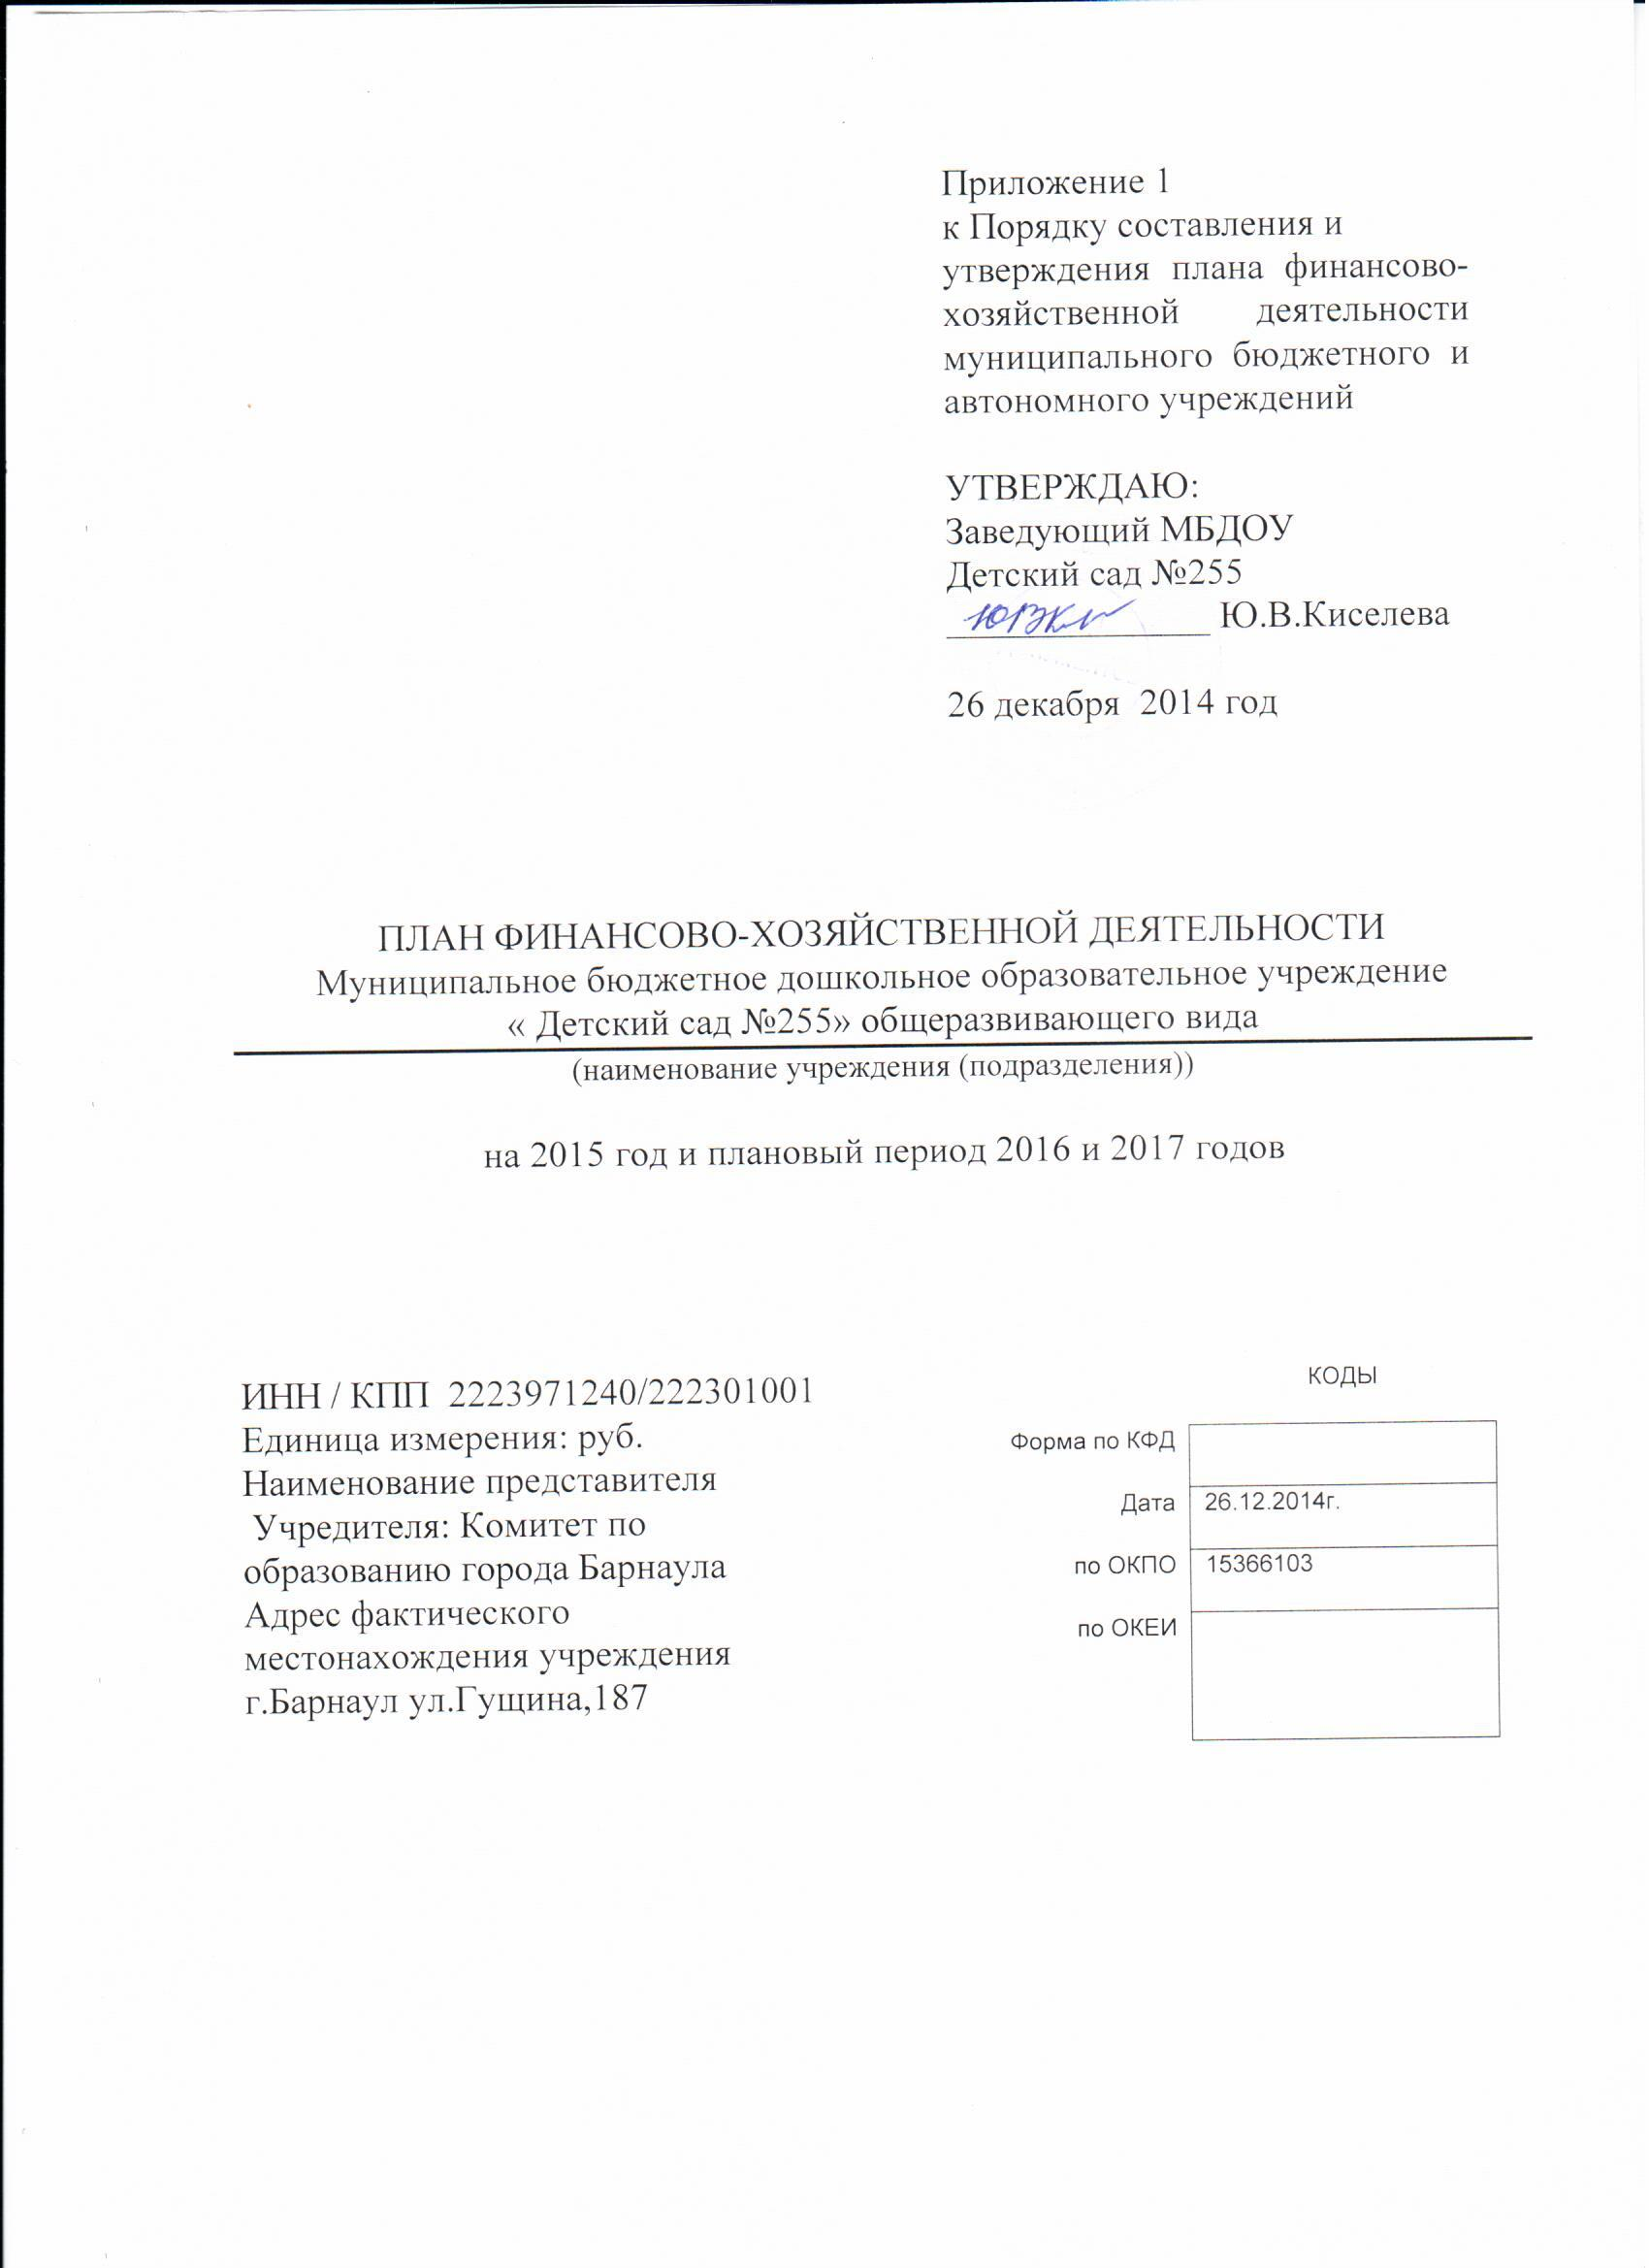 Приложение 1
к Порядку составления и
утверждения плана финансово-
хозяйственной деятельности
муниципального бюджетного и
автономного учреждений
УТВЕРЖДАЮ:
Заведующий МБДОУ
Детский сад №255
Ю.В.Киселева
26 декабря 2014 год
ПЛАН ФИНАНСОВО-ХОЗЯЙСТВЕННОЙ ДЕЯТЕЛЬНОСТИ
Муниципальное бюджетное дошкольное образовательное учреждение
« Детский сад №255» общеразвивающего вида
(наименование учреждения (подразделения))
на 2015 год и плановый период 2016 и 2017 годов
ИНН / КПП 2223971240/222301001
Единица измерения: руб.
Наименование представителя
Учредителя: Комитет по
образованию города Барнаула
Адрес фактического
местонахождения учреждения
г.Барнаул ул.Гущина,187
КОДЫ
Форма по КФД
Дата 26.12.2014г.
по ОКПО 15366103
по ОКЕИ